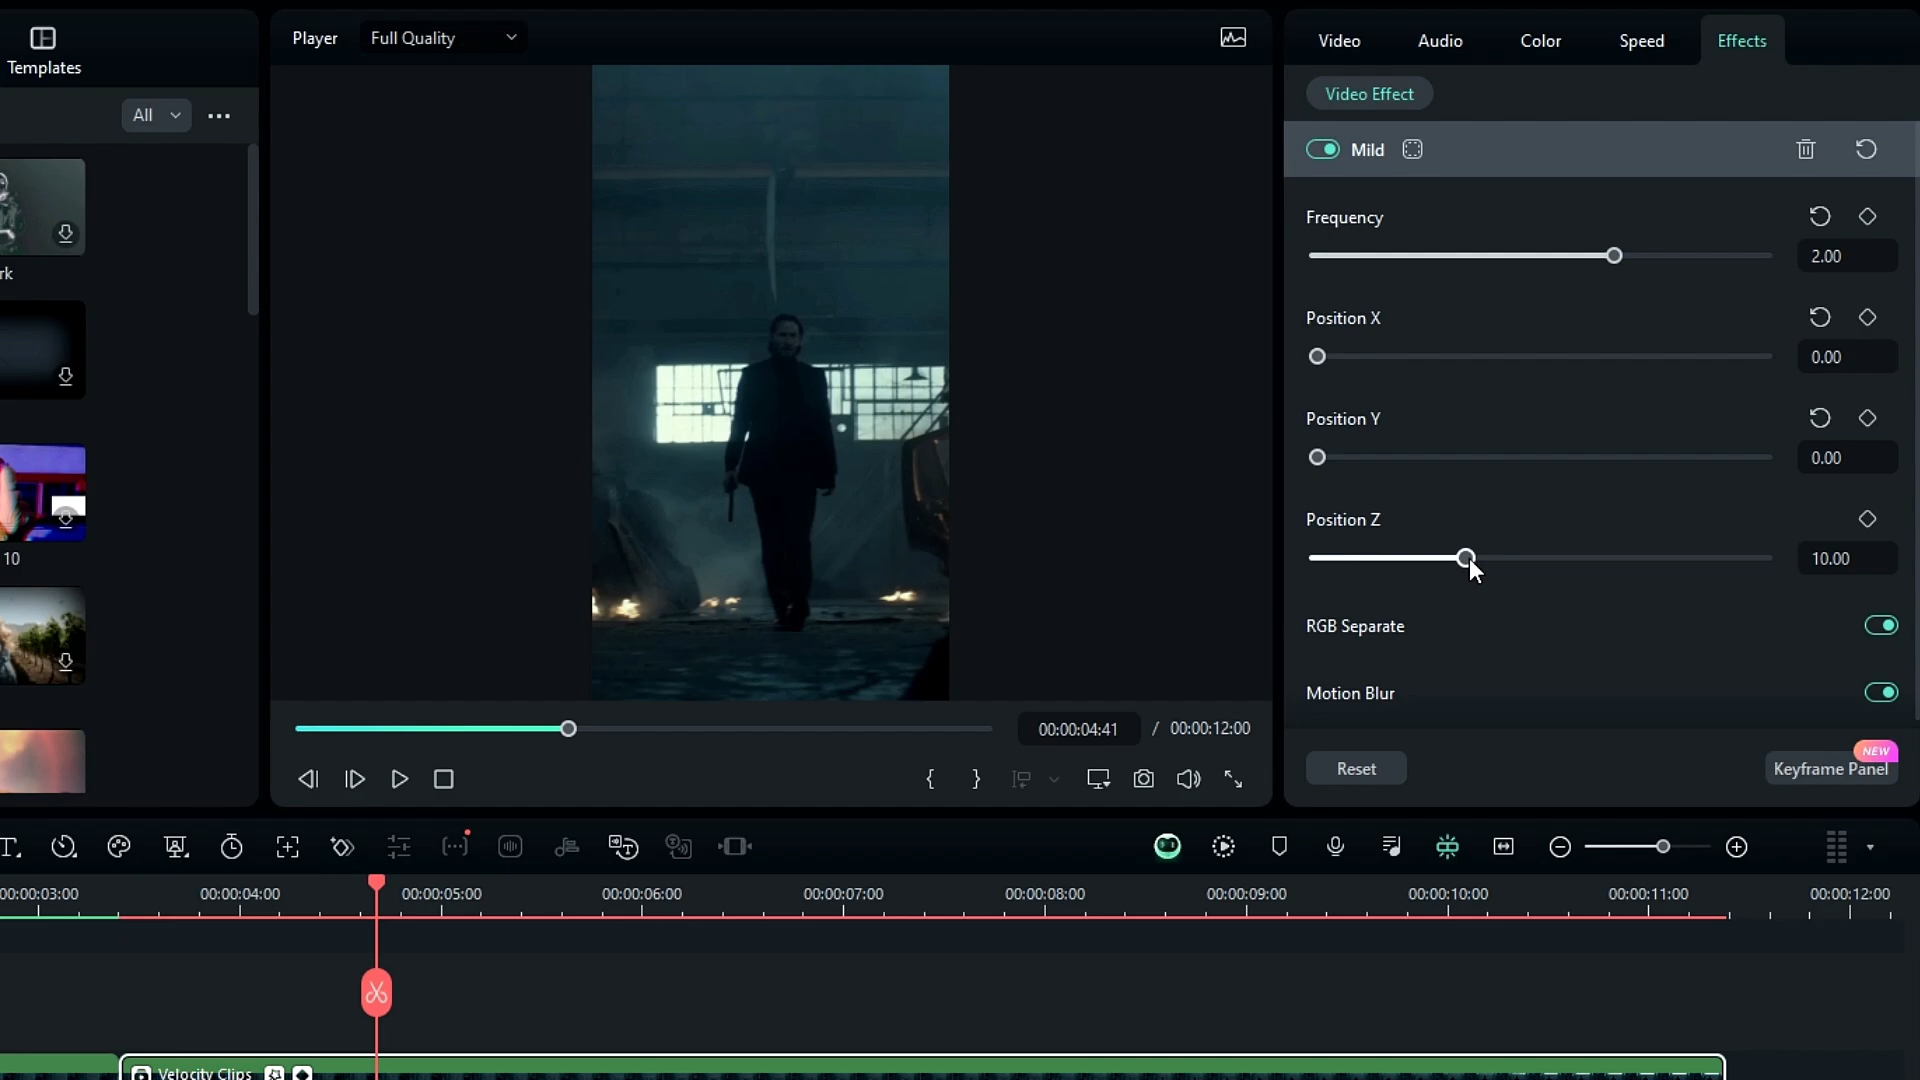 Templates
All
rk
10
Player
Full Quality
00:00:04:41 / 00:00:12:00
Video Audio Color Speed Effects
Video Effect
Mild
Frequency
2.00
Position X
0.00
Position Y
0.00
Position Z
10.00
RGB Separate
Motion Blur
NEW
Reset Keyframe Panel
00:00:03:00 00:00:04:00 00:00:05:00 00:00:06:00 00:00:07:00 00:00:08:00 00:00:09:00 00:00:10:00 00:00:11:00 00:00:12:00
Velocity Clips